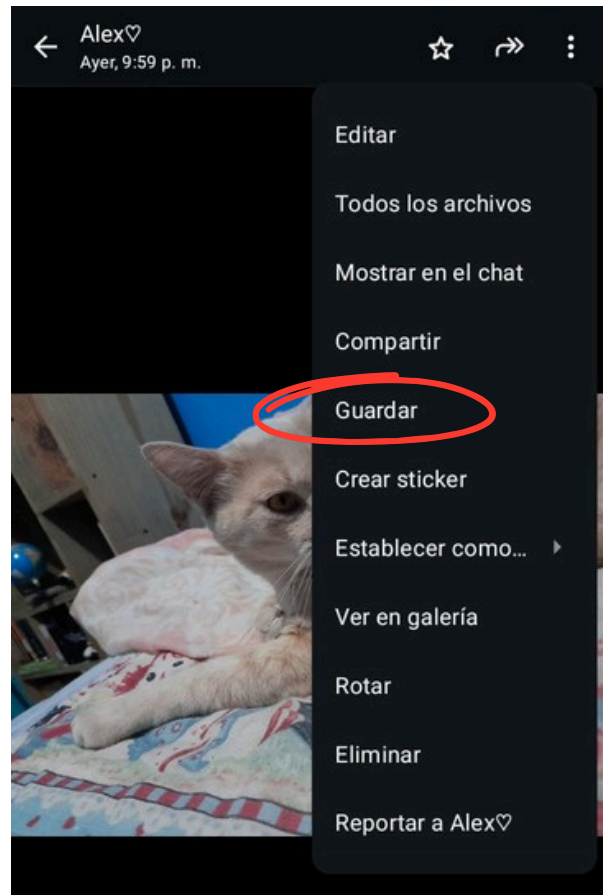 Alex♡
Ayer, 9:59 p. m.
Editar
Todos los archivos
Mostrar en el chat
Compartir
Guardar
Crear sticker
Establecer como...
Ver en galería
Rotar
Eliminar
Reportar a Alex♡